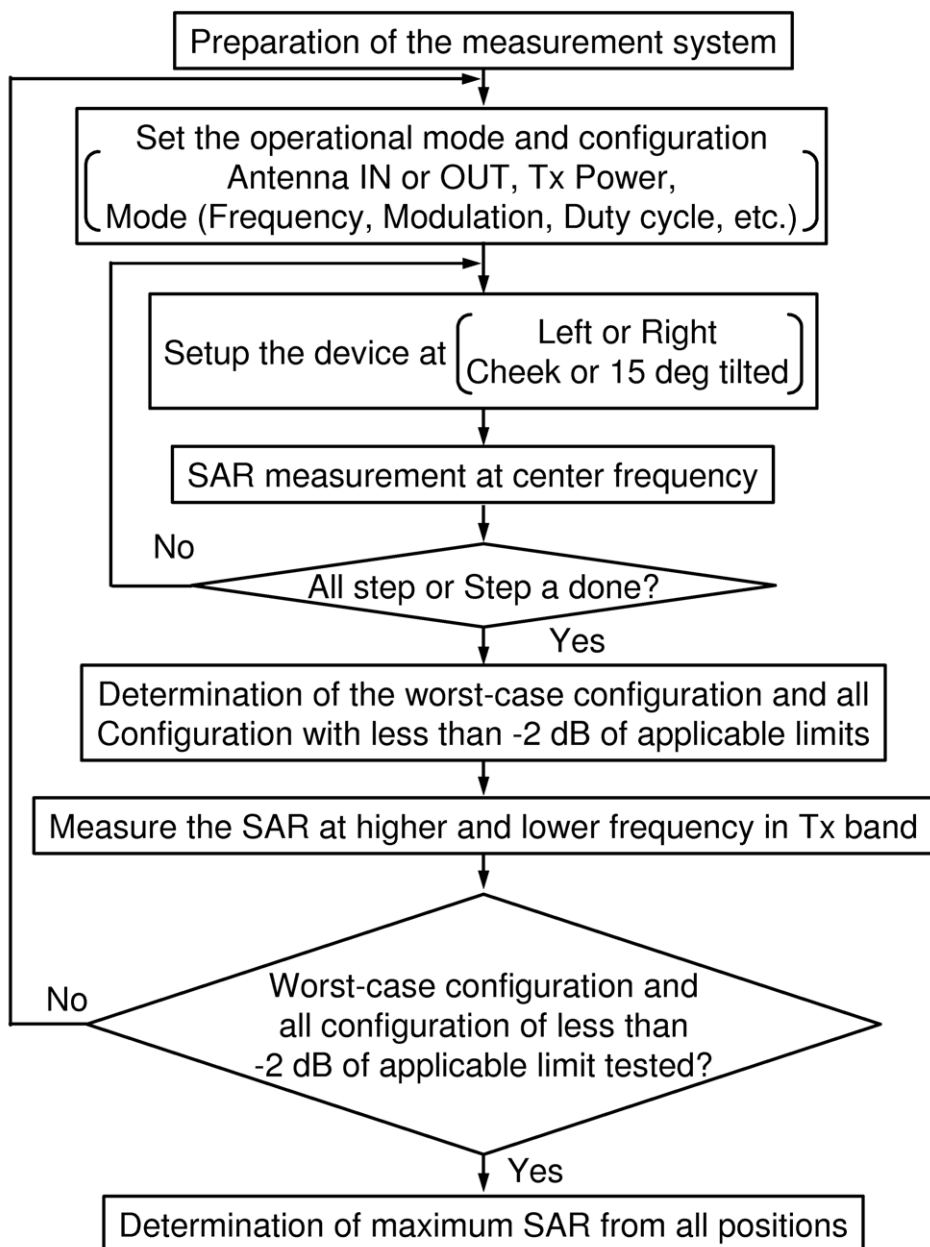 Preparation of the measurement system
Set the operational mode and configuration
Antenna IN or OUT, Tx Power,
Mode (Frequency, Modulation, Duty cycle, etc.)
Setup the device at
Left or Right
Cheek or 15 deg tilted
SAR measurement at center frequency
No
All step or Step a done?
Yes
Determination of the worst-case configuration and all
Configuration with less than -2 dB of applicable limits
Measure the SAR at higher and lower frequency in Tx band
No
Worst-case configuration and
all configuration of less than
-2 dB of applicable limit tested?
Yes
Determination of maximum SAR from all positions